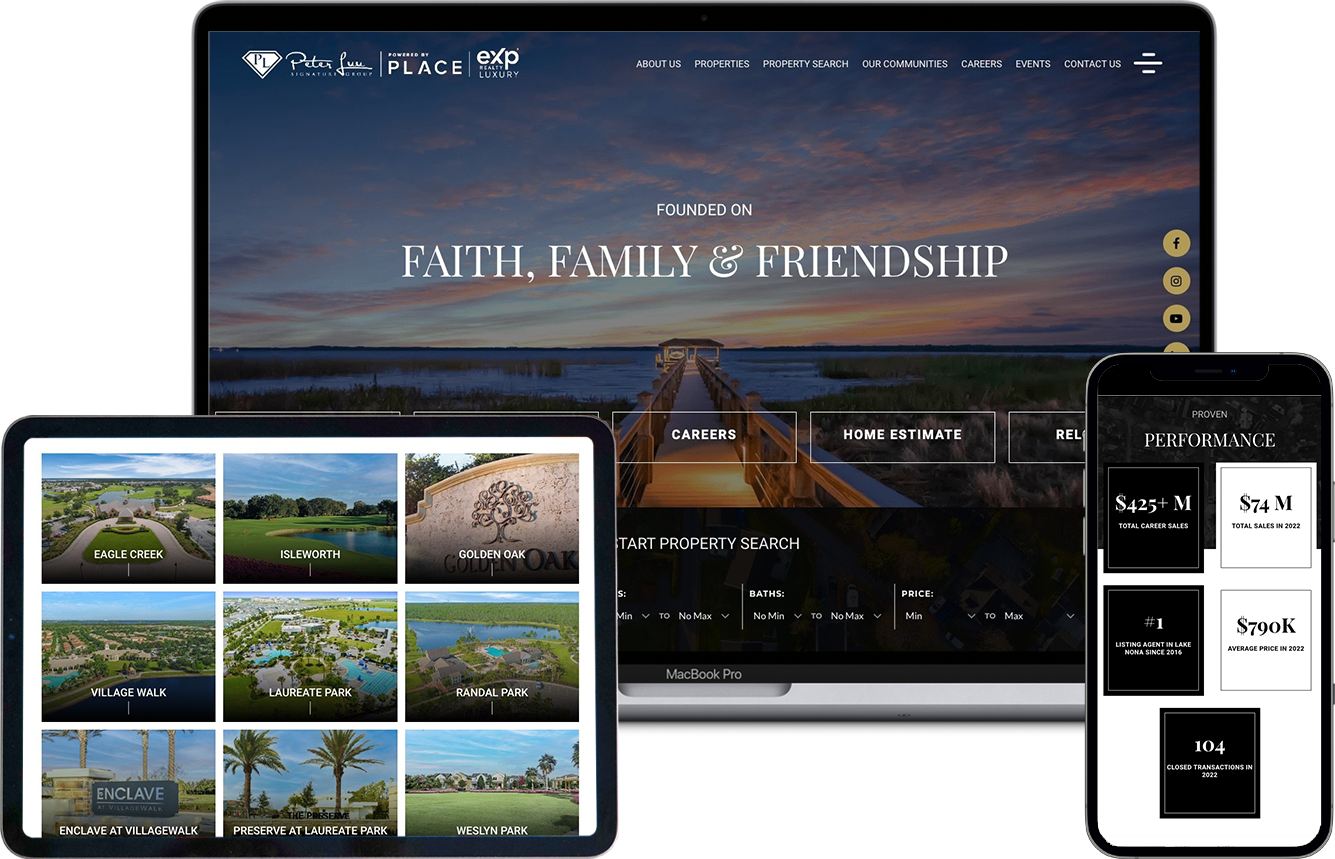 PL
Peter Luu
SIGNATURE GROUP
POWERED BY
PLACE
eXp
REALTY
LUXURY
ABOUT US PROPERTIES PROPERTY SEARCH OUR COMMUNITIES CAREERS EVENTS CONTACT US
FOUNDED ON
FAITH, FAMILY & FRIENDSHIP
CAREERS
HOME ESTIMATE
REL
START PROPERTY SEARCH
S:
Min TO No Max
BATHS:
No Min TO No Max
PRICE:
Min TO Max
MacBook Pro
EAGLE CREEK
ISLEWORTH
GOLDEN OAK
GOLDEN OAK
VILLAGE WALK
LAUREATE PARK
RANDAL PARK
ENCLAVE
AT VILLAGEWALK
ENCLAVE AT VILLAGEWALK
THE PRESERVE
PRESERVE AT LAUREATE PARK
WESLYN PARK
PROVEN
PERFORMANCE
$425+ M
TOTAL CAREER SALES
$74 M
TOTAL SALES IN 2022
#1
LISTING AGENT IN LAKE
NONA SINCE 2016
$790K
AVERAGE PRICE IN 2022
104
CLOSED TRANSACTIONS IN
2022